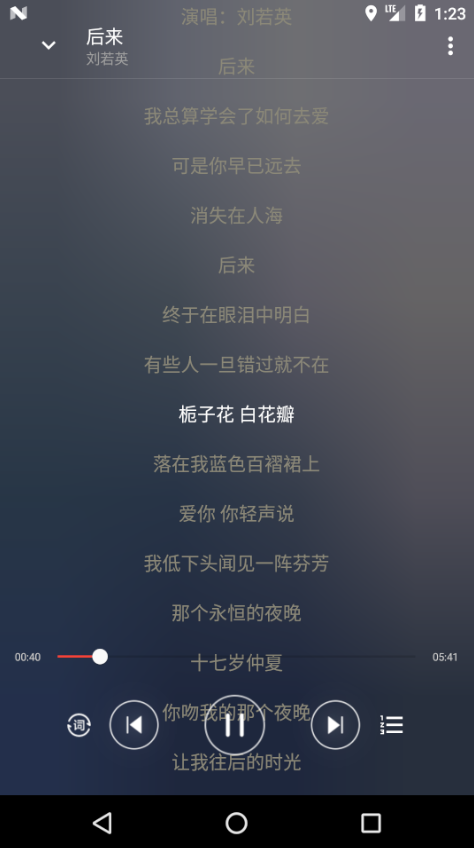 LTE
1:23
演唱：刘若英
后来
刘若英
后来
我总算学会了如何去爱
可是你早已远去
消失在人海
后来
终于在眼泪中明白
有些人一旦错过就不在
栀子花 白花瓣
落在我蓝色百褶裙上
爱你 你轻声说
我低下头闻见一阵芬芳
那个永恒的夜晚
00:40
05:41
十七岁仲夏
你吻我的那个夜晚
词
1
2
3
让我往后的时光